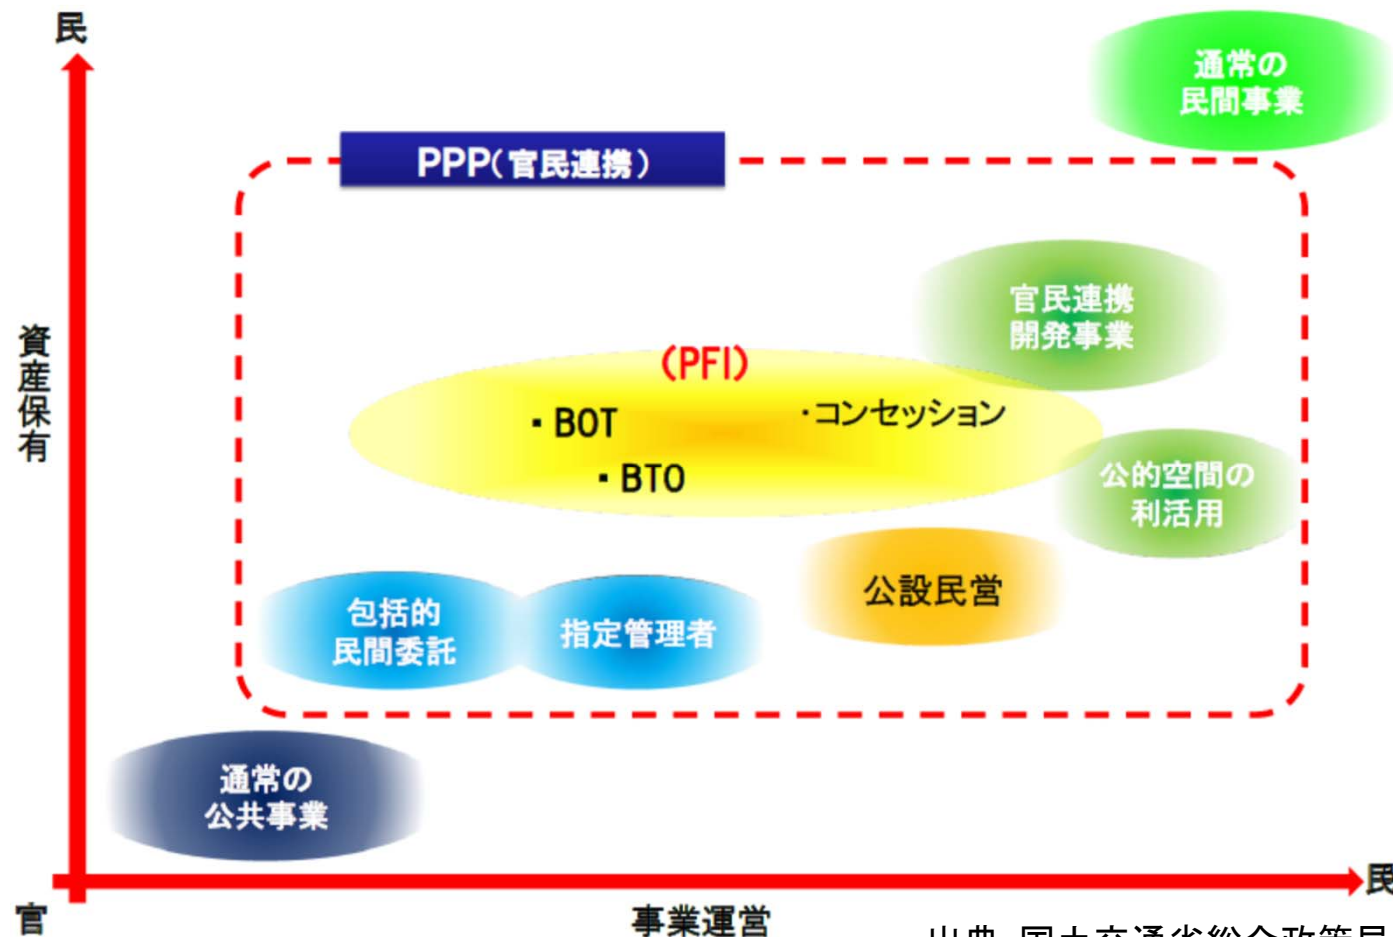 民
通常の
民間事業
PPP(官民連携)
官民連携
開発事業
資産保有
(PFI)
・BOT
・コンセッション
・BTO
公的空間の
利活用
公設民営
包括的
民間委託
指定管理者
通常の
公共事業
民
官
事業運営